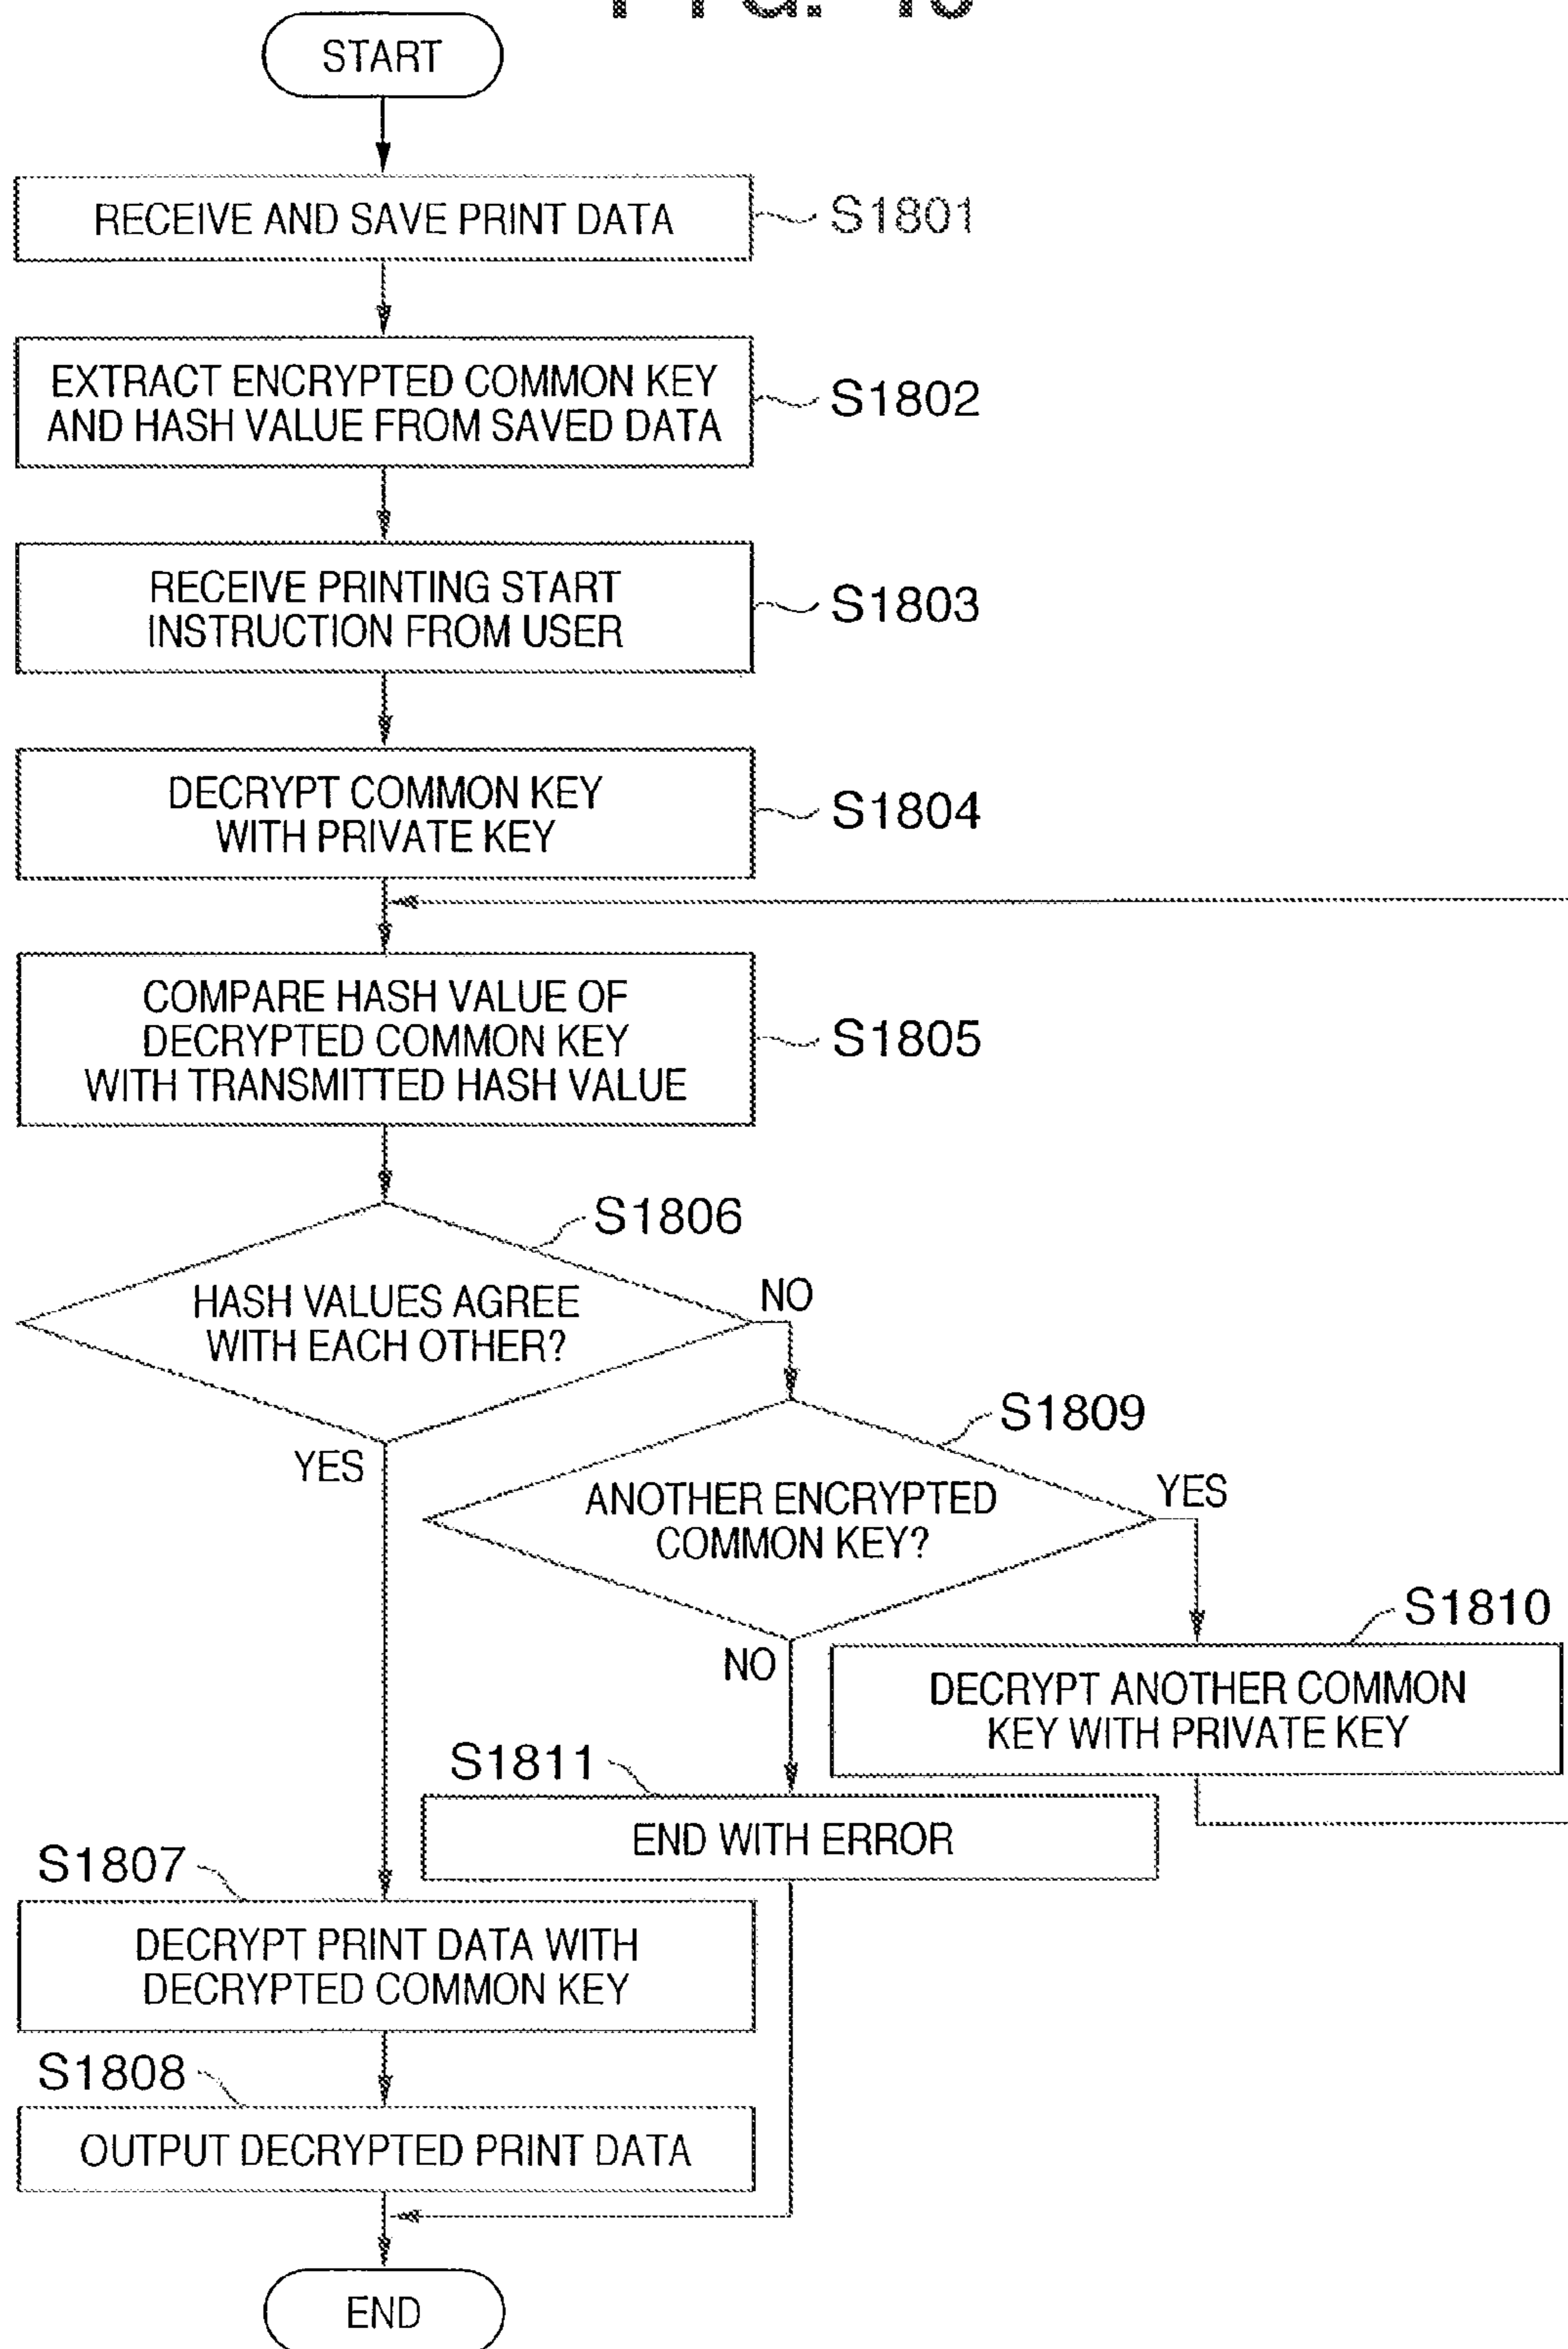 START
RECEIVE AND SAVE PRINT DATA
S1801
EXTRACT ENCRYPTED COMMON KEY
AND HASH VALUE FROM SAVED DATA
S1802
RECEIVE PRINTING START
INSTRUCTION FROM USER
S1803
DECRYPT COMMON KEY
WITH PRIVATE KEY
S1804
COMPARE HASH VALUE OF
DECRYPTED COMMON KEY
WITH TRANSMITTED HASH VALUE
S1805
S1806
HASH VALUES AGREE
WITH EACH OTHER?
NO
YES
S1809
ANOTHER ENCRYPTED
COMMON KEY?
YES
NO
S1810
DECRYPT ANOTHER COMMON
KEY WITH PRIVATE KEY
S1811
END WITH ERROR
S1807
DECRYPT PRINT DATA WITH
DECRYPTED COMMON KEY
S1808
OUTPUT DECRYPTED PRINT DATA
END